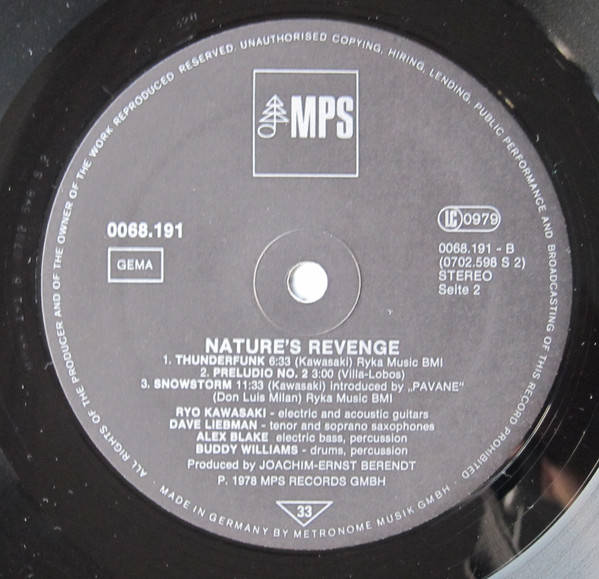 ALL RIGHTS OF THE PRODUCER AND OF THE OWNER OF THE WORK REPRODUCED RESERVED. UNAUTHORISED COPYING, HIRING, LENDING, PUBLIC PERFORMANCE AND BROADCASTING OF THIS RECORD PROHIBITED
MPS
0068.191
GEMA
LC 0979
0068.191 - B
(0702.598 S 2)
STEREO
Seite 2
NATURE'S REVENGE
1. THUNDERFUNK 6:33 (Kawasaki) Ryka Music BMI
2. PRELUDIO NO. 2 3:00 (Villa-Lobos)
3. SNOWSTORM 11:33 (Kawasaki) introduced by „PAVANE"
(Don Luis Milan) Ryka Music BMI
RYO KAWASAKI - electric and acoustic guitars
DAVE LIEBMAN - tenor and soprano saxophones
ALEX BLAKE electric bass, percussion
BUDDY WILLIAMS - drums, percussion
Produced by JOACHIM-ERNST BERENDT
P. 1978 MPS RECORDS GMBH
33
· MADE IN GERMANY BY METRONOME MUSIK GMBH ·